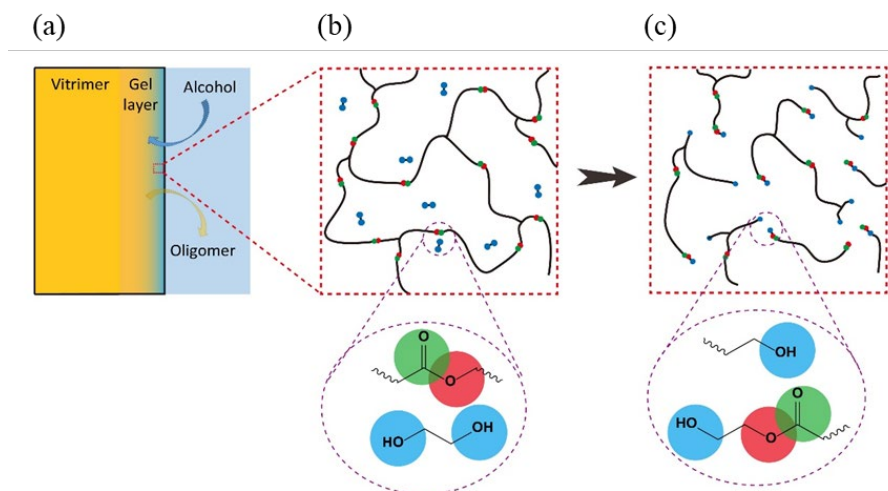 (a)
(b)
(c)
Vitrimer
Gel
layer
Alcohol
Oligomer
O
O
HO
OH
OH
O
HO
O